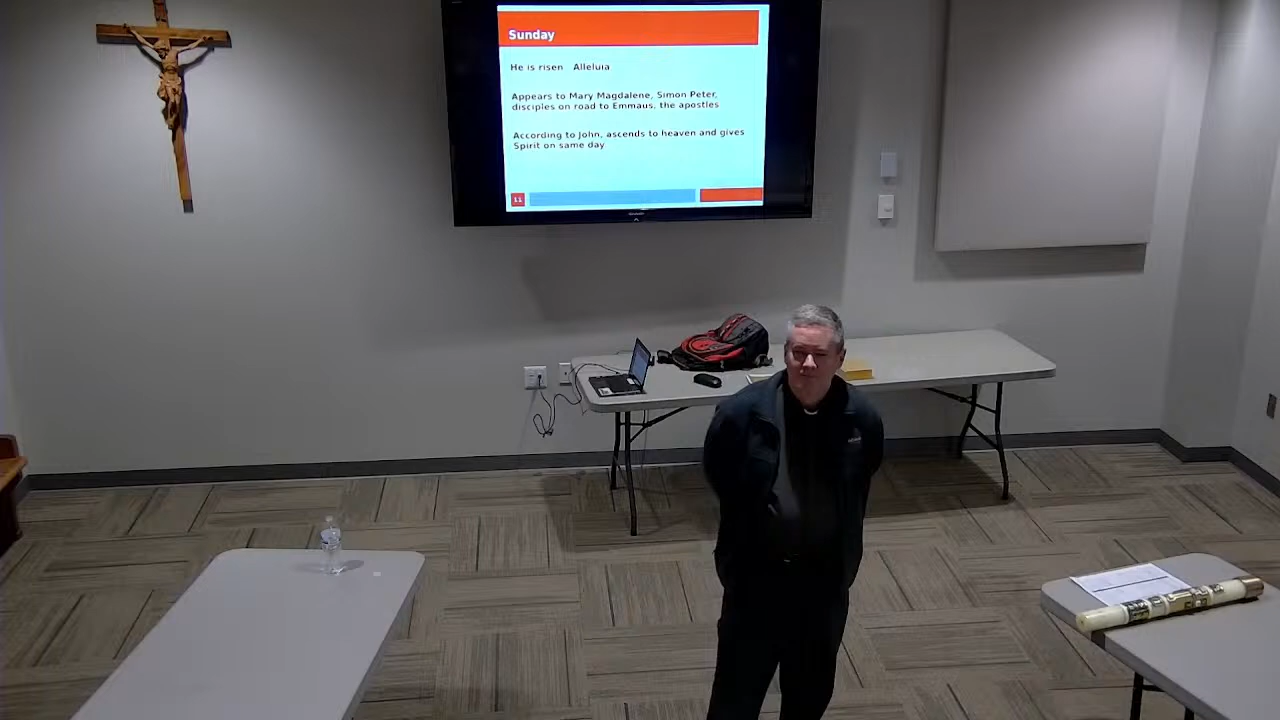 Sunday
He is risen Alleluia
Appears to Mary Magdalene, Simon Peter,
disciples on road to Emmaus, the apostles
According to John, ascends to heaven and gives
Spirit on same day
11